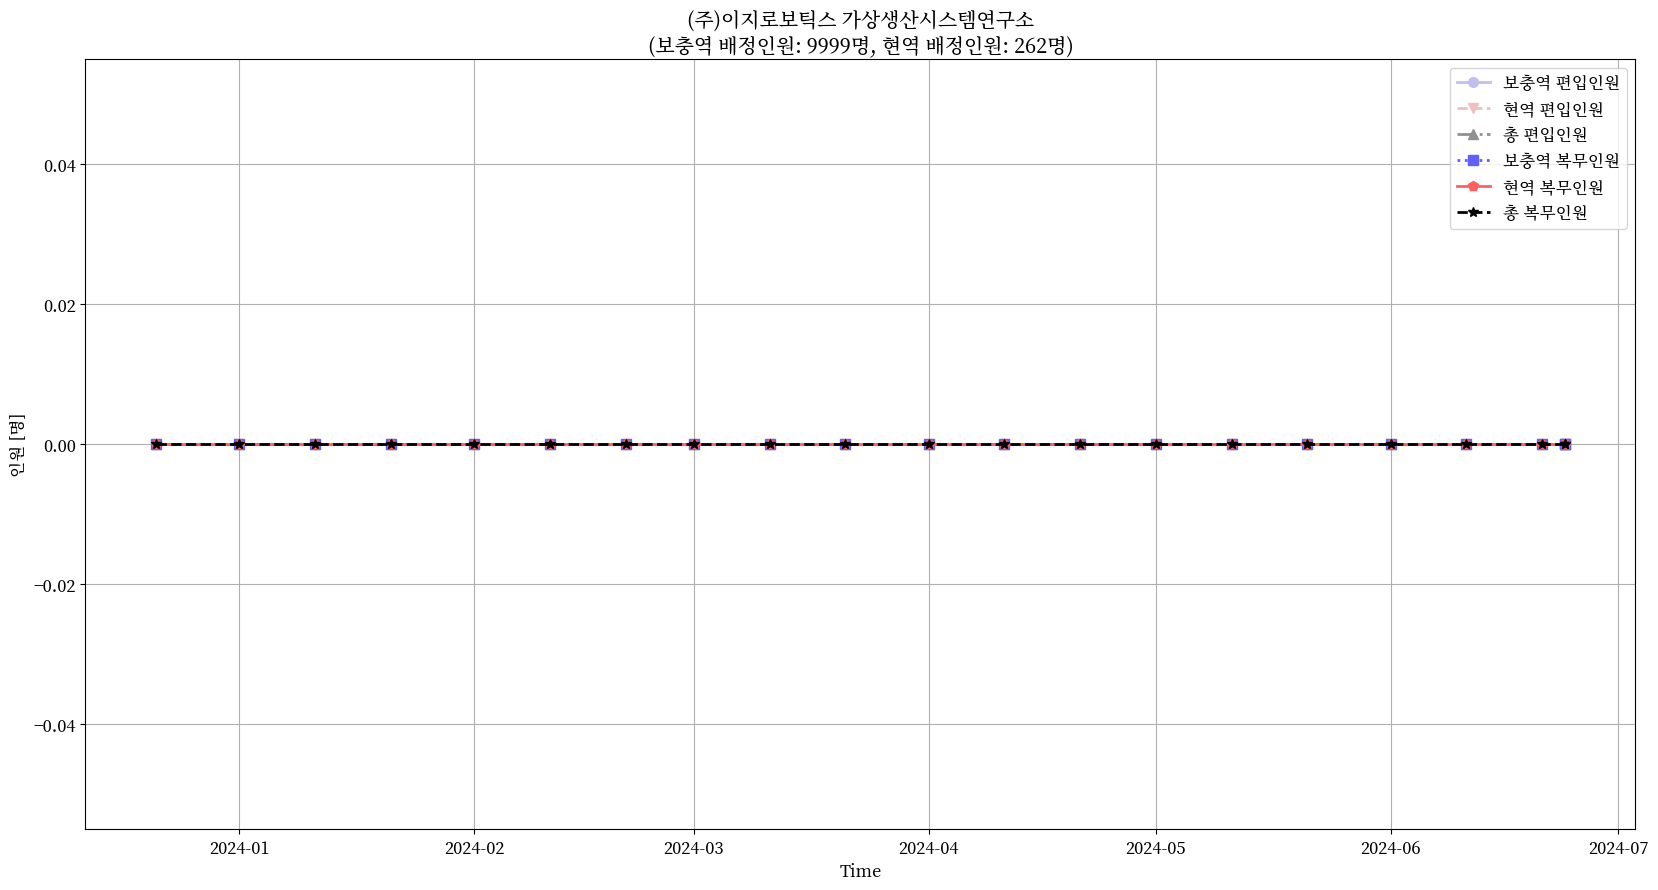 (주)이지로보틱스 가상생산시스템연구소
(보충역 배정인원: 9999명, 현역 배정인원: 262명)
보충역 편입인원
현역 편입인원
총 편입인원
보충역 복무인원
현역 복무인원
총 복무인원
인원 [명]
0.04
0.02
0.00
−0.02
−0.04
2024-01
2024-02
2024-03
2024-04
2024-05
2024-06
2024-07
Time